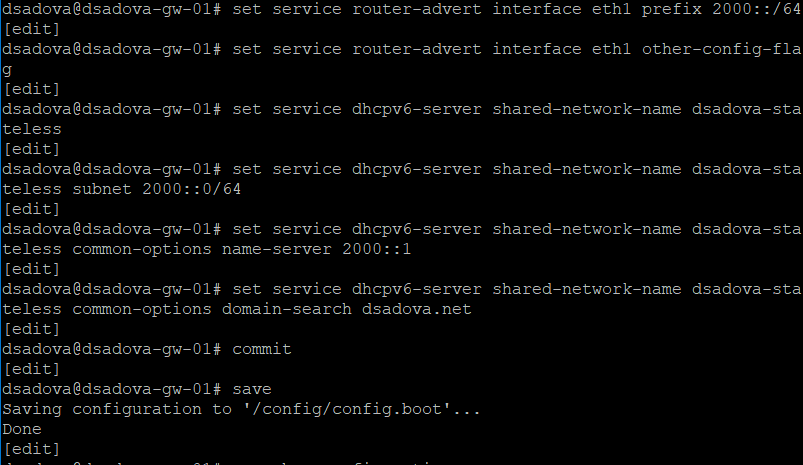 dsadova@dsadova-gw-01# set service router-advert interface eth1 prefix 2000::/64
[edit]
dsadova@dsadova-gw-01# set service router-advert interface eth1 other-config-fla
g
[edit]
dsadova@dsadova-gw-01# set service dhcpv6-server shared-network-name dsadova-sta
teless
[edit]
dsadova@dsadova-gw-01# set service dhcpv6-server shared-network-name dsadova-sta
teless subnet 2000::0/64
[edit]
dsadova@dsadova-gw-01# set service dhcpv6-server shared-network-name dsadova-sta
teless common-options name-server 2000::1
[edit]
dsadova@dsadova-gw-01# set service dhcpv6-server shared-network-name dsadova-sta
teless common-options domain-search dsadova.net
[edit]
dsadova@dsadova-gw-01# commit
[edit]
dsadova@dsadova-gw-01# save
Saving configuration to '/config/config.boot'...
Done
[edit]